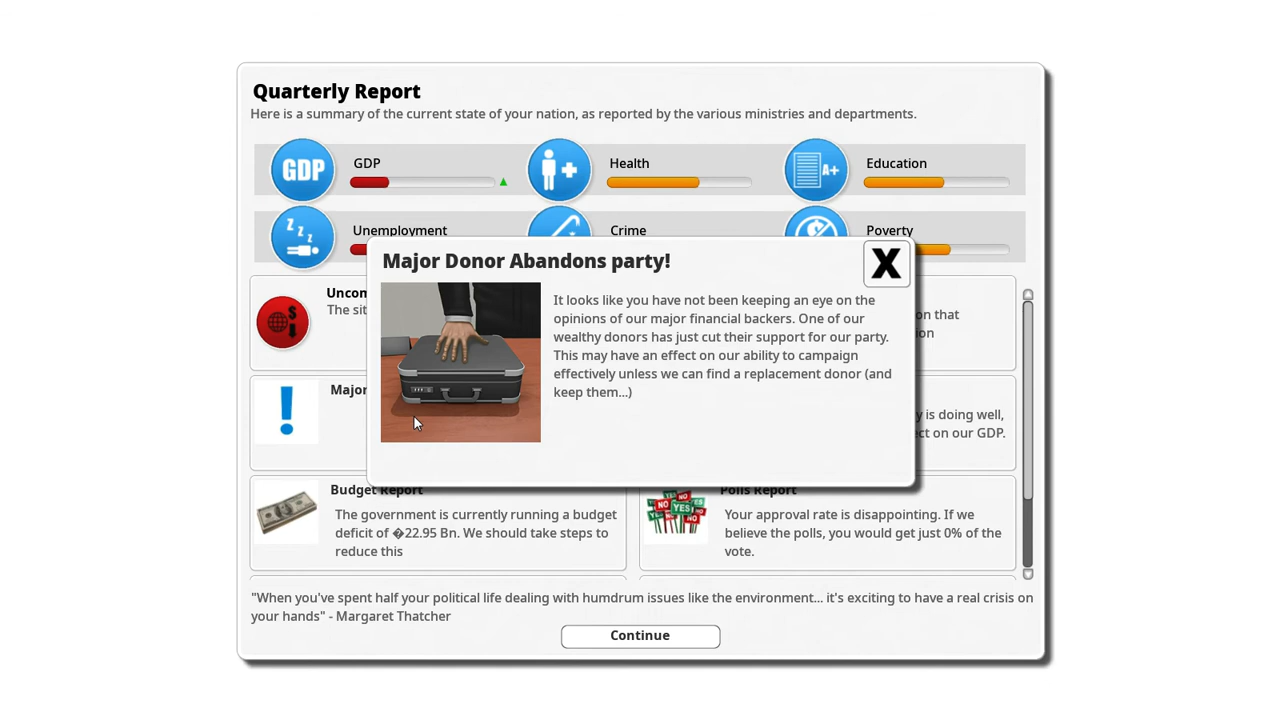 Quarterly Report
Here is a summary of the current state of your nation, as reported by the various ministries and departments.
GDP
GDP
Health
A+
Education
Z Z Z
Unemployment
Crime
Poverty
Major Donor Abandons party!
X
It looks like you have not been keeping an eye on the
opinions of our major financial backers. One of our
wealthy donors has just cut their support for our party.
This may have an effect on our ability to campaign
effectively unless we can find a replacement donor (and
keep them...)
Uncom
The sit
on that
ion
$
Major
y is doing well,
ect on our GDP.
Budget Report
The government is currently running a budget
deficit of �22.95 Bn. We should take steps to
reduce this
NO YES NO YES NO
Polls Report
Your approval rate is disappointing. If we
believe the polls, you would get just 0% of the
vote.
"When you've spent half your political life dealing with humdrum issues like the environment... it's exciting to have a real crisis on
your hands" - Margaret Thatcher
Continue